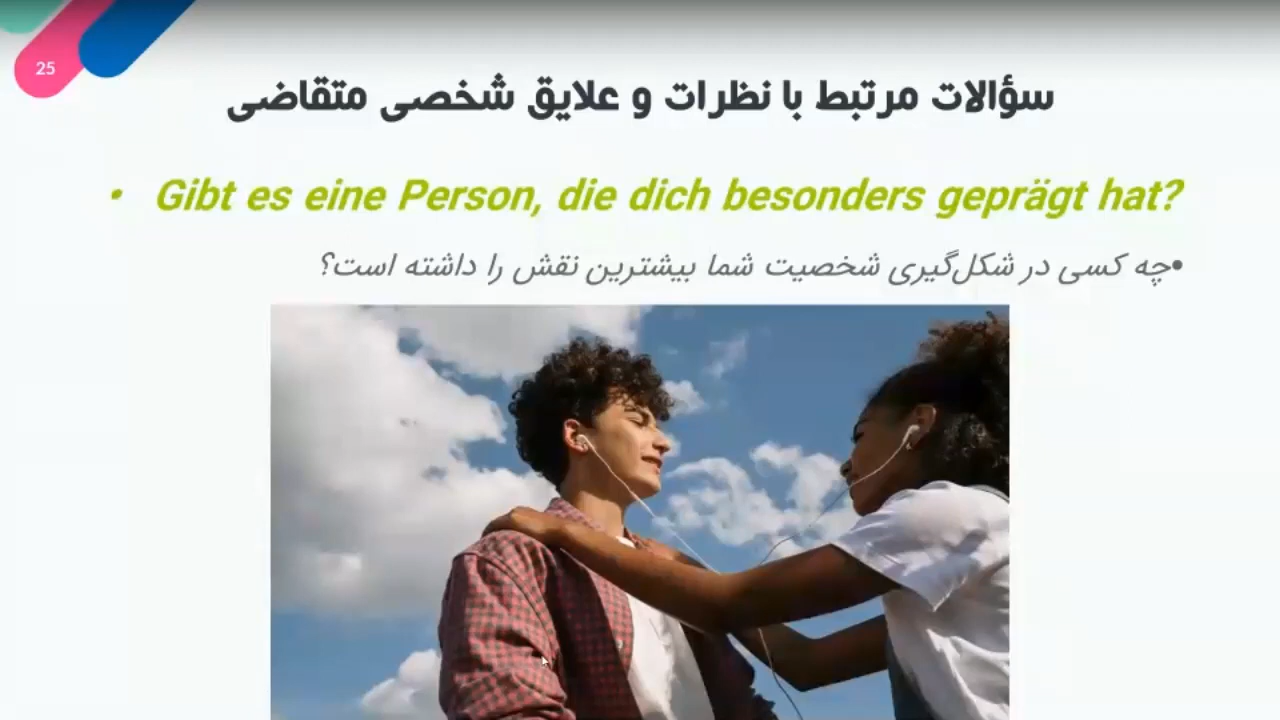 25
سؤالات مرتبط با نظرات و علایق شخصی متقاضی
• Gibt es eine Person, die dich besonders geprägt hat?
•چه کسی در شکل‌گیری شخصیت شما بیشترین نقش را داشته است؟